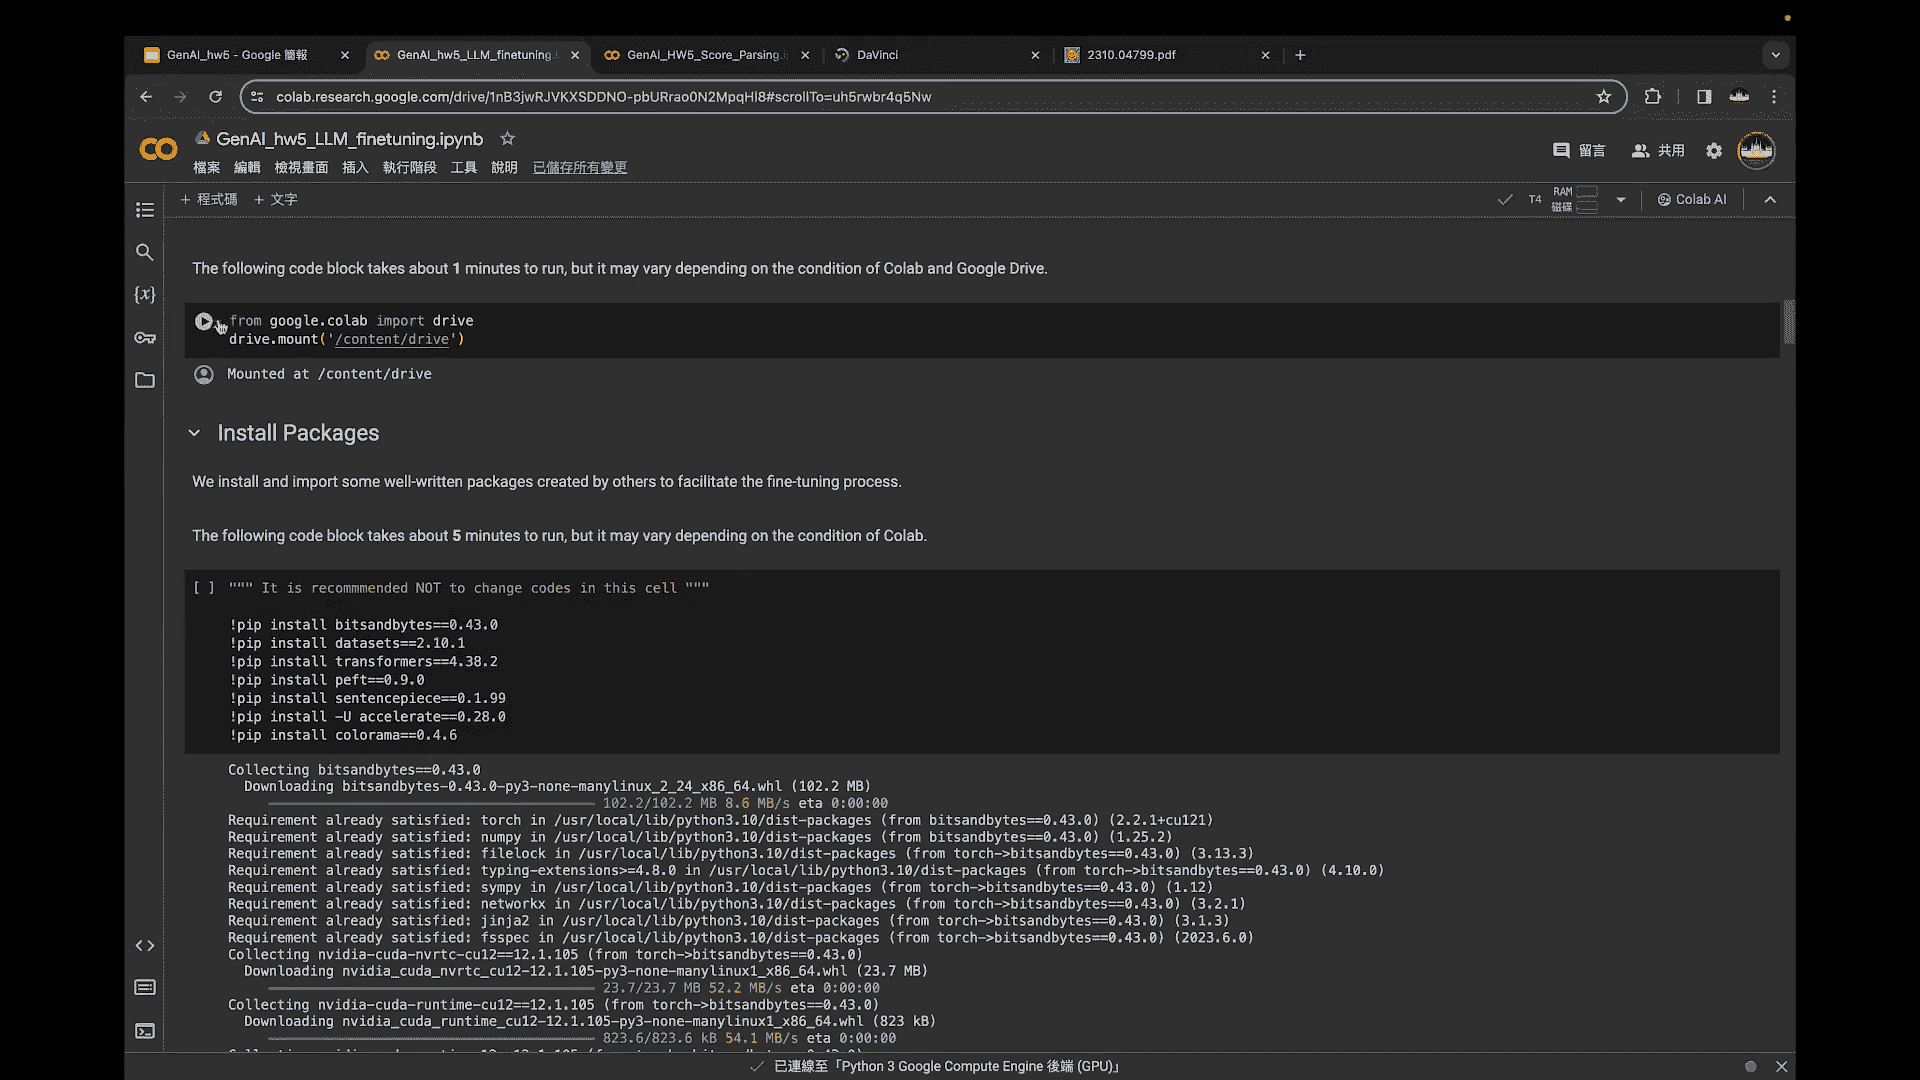 GenAI_hw5 - Google 簡報
GenAI_hw5_LLM_finetuning.
GenAI_HW5_Score_Parsing.i
DaVinci
2310.04799.pdf
colab.research.google.com/drive/1nB3jwRJVKXSDDNO-pbURrao0N2MpqHl8#scrollTo=uh5rwbr4q5Nw
GenAI_hw5_LLM_finetuning.ipynb
檔案 編輯 檢視畫面 插入 執行階段 工具 說明 已儲存所有變更
留言 共用
+ 程式碼 + 文字
T4 RAM 磁碟 Colab AI
The following code block takes about 1 minutes to run, but it may vary depending on the condition of Colab and Google Drive.
from google.colab import drive
drive.mount('/content/drive')
Mounted at /content/drive
Install Packages
We install and import some well-written packages created by others to facilitate the fine-tuning process.
The following code block takes about 5 minutes to run, but it may vary depending on the condition of Colab.
[ ] """ It is recommmended NOT to change codes in this cell """
!pip install bitsandbytes==0.43.0
!pip install datasets==2.10.1
!pip install transformers==4.38.2
!pip install peft==0.9.0
!pip install sentencepiece==0.1.99
!pip install -U accelerate==0.28.0
!pip install colorama==0.4.6
Collecting bitsandbytes==0.43.0
Downloading bitsandbytes-0.43.0-py3-none-manylinux_2_24_x86_64.whl (102.2 MB)
102.2/102.2 MB 8.6 MB/s eta 0:00:00
Requirement already satisfied: torch in /usr/local/lib/python3.10/dist-packages (from bitsandbytes==0.43.0) (2.2.1+cu121)
Requirement already satisfied: numpy in /usr/local/lib/python3.10/dist-packages (from bitsandbytes==0.43.0) (1.25.2)
Requirement already satisfied: filelock in /usr/local/lib/python3.10/dist-packages (from torch->bitsandbytes==0.43.0) (3.13.3)
Requirement already satisfied: typing-extensions>=4.8.0 in /usr/local/lib/python3.10/dist-packages (from torch->bitsandbytes==0.43.0) (4.10.0)
Requirement already satisfied: sympy in /usr/local/lib/python3.10/dist-packages (from torch->bitsandbytes==0.43.0) (1.12)
Requirement already satisfied: networkx in /usr/local/lib/python3.10/dist-packages (from torch->bitsandbytes==0.43.0) (3.2.1)
Requirement already satisfied: jinja2 in /usr/local/lib/python3.10/dist-packages (from torch->bitsandbytes==0.43.0) (3.1.3)
Requirement already satisfied: fsspec in /usr/local/lib/python3.10/dist-packages (from torch->bitsandbytes==0.43.0) (2023.6.0)
Collecting nvidia-cuda-nvrtc-cu12==12.1.105 (from torch->bitsandbytes==0.43.0)
Downloading nvidia_cuda_nvrtc_cu12-12.1.105-py3-none-manylinux1_x86_64.whl (23.7 MB)
23.7/23.7 MB 52.2 MB/s eta 0:00:00
Collecting nvidia-cuda-runtime-cu12==12.1.105 (from torch->bitsandbytes==0.43.0)
Downloading nvidia_cuda_runtime_cu12-12.1.105-py3-none-manylinux1_x86_64.whl (823 kB)
823.6/823.6 kB 54.1 MB/s eta 0:00:00
已連線至「Python 3 Google Compute Engine 後端 (GPU)」